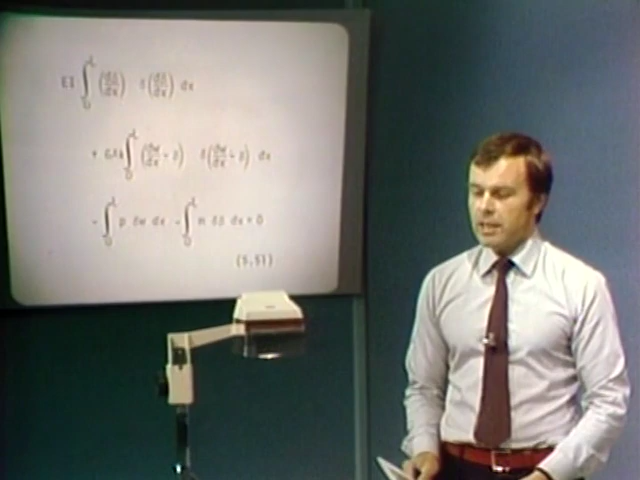 EI ∫₀ᴸ (dβ/dx) δ(dβ/dx) dx
+ GAk ∫₀ᴸ (dw/dx - β) δ(dw/dx - β) dx
- ∫₀ᴸ p δw dx - ∫₀ᴸ m δβ dx = 0
(5.51)